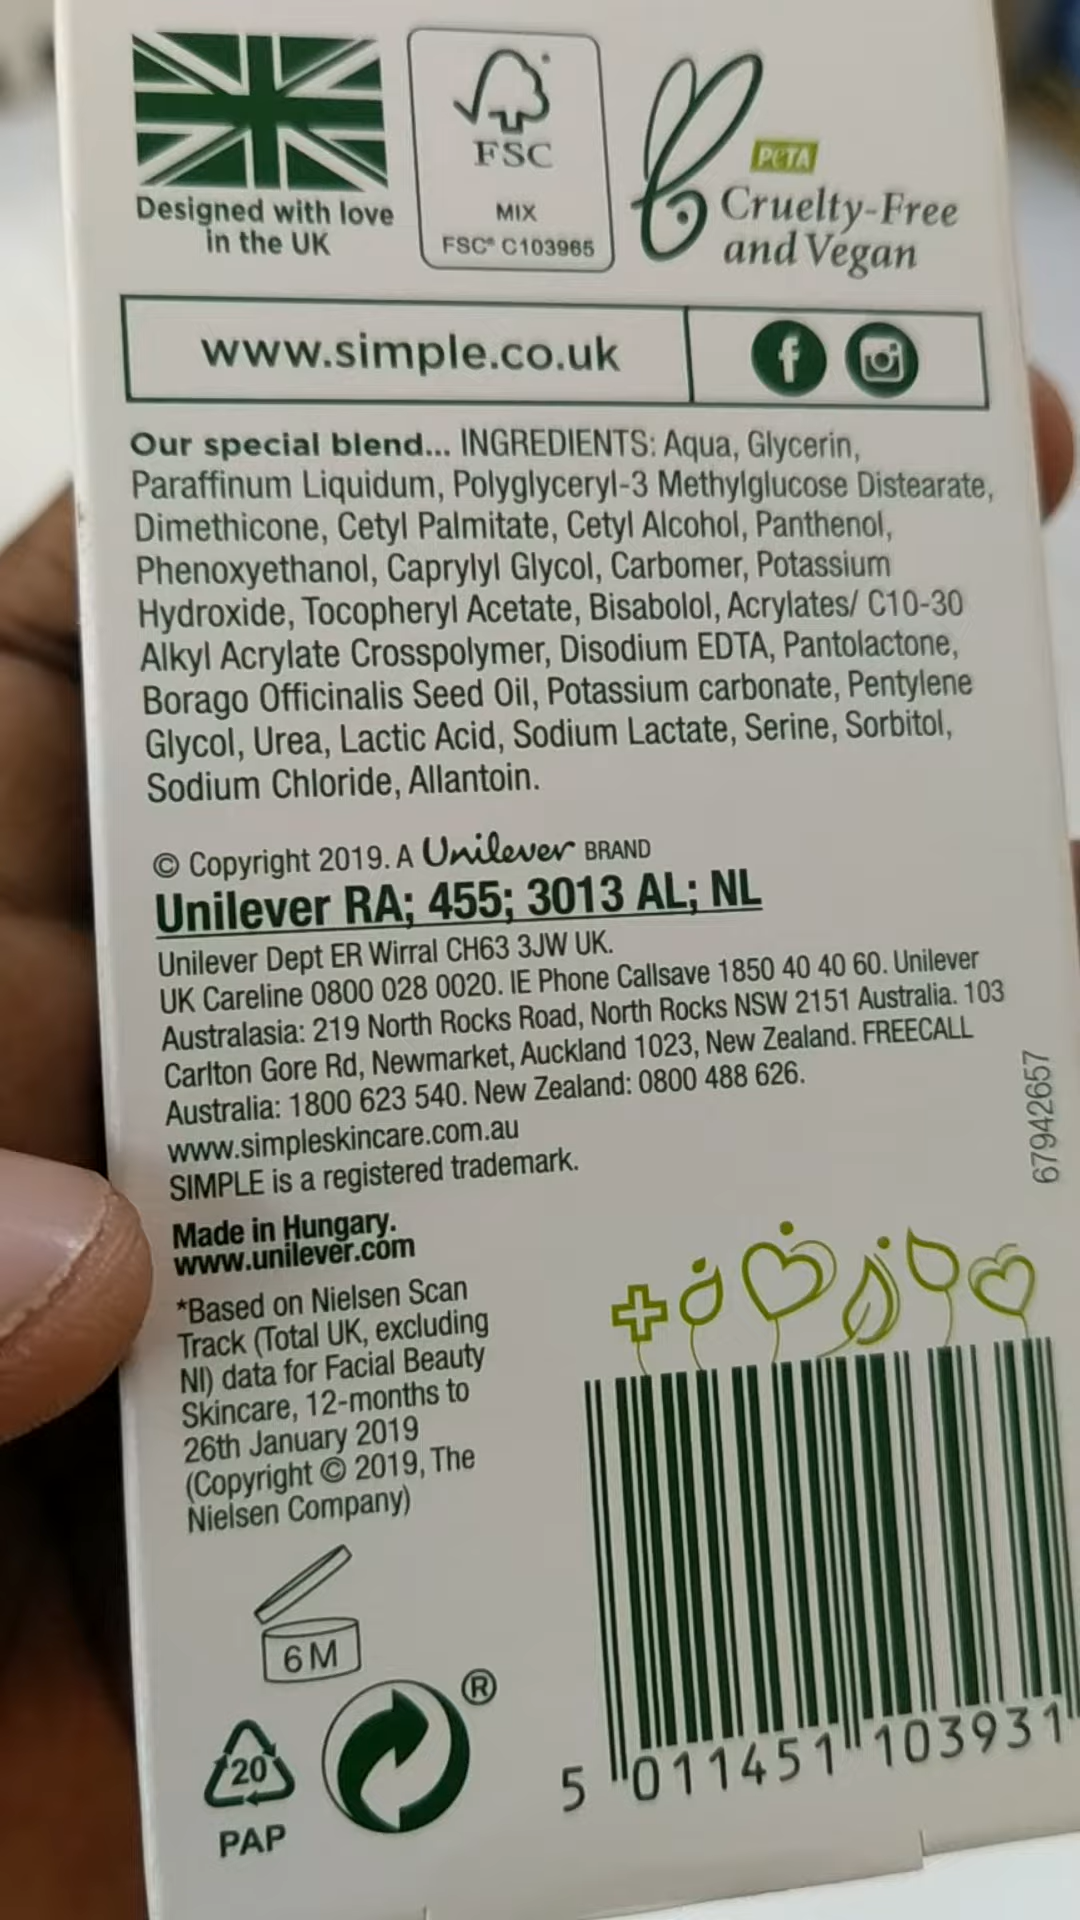 Designed with love
in the UK
FSC
MIX
FSC® C103965
PETA
Cruelty-Free
and Vegan
www.simple.co.uk
f
Our special blend... INGREDIENTS: Aqua, Glycerin,
Paraffinum Liquidum, Polyglyceryl-3 Methylglucose Distearate,
Dimethicone, Cetyl Palmitate, Cetyl Alcohol, Panthenol,
Phenoxyethanol, Caprylyl Glycol, Carbomer, Potassium
Hydroxide, Tocopheryl Acetate, Bisabolol, Acrylates/ C10-30
Alkyl Acrylate Crosspolymer, Disodium EDTA, Pantolactone,
Borago Officinalis Seed Oil, Potassium carbonate, Pentylene
Glycol, Urea, Lactic Acid, Sodium Lactate, Serine, Sorbitol,
Sodium Chloride, Allantoin.
© Copyright 2019. A Unilever BRAND
Unilever RA; 455; 3013 AL; NL
Unilever Dept ER Wirral CH63 3JW UK.
UK Careline 0800 028 0020. IE Phone Callsave 1850 40 40 60. Unilever
Australasia: 219 North Rocks Road, North Rocks NSW 2151 Australia. 103
Carlton Gore Rd, Newmarket, Auckland 1023, New Zealand. FREECALL
Australia: 1800 623 540. New Zealand: 0800 488 626.
www.simpleskincare.com.au
SIMPLE is a registered trademark.
67942657
Made in Hungary.
www.unilever.com
*Based on Nielsen Scan
Track (Total UK, excluding
NI) data for Facial Beauty
Skincare, 12-months to
26th January 2019
(Copyright © 2019, The
Nielsen Company)
6M
®
20
PAP
5 011451 103931